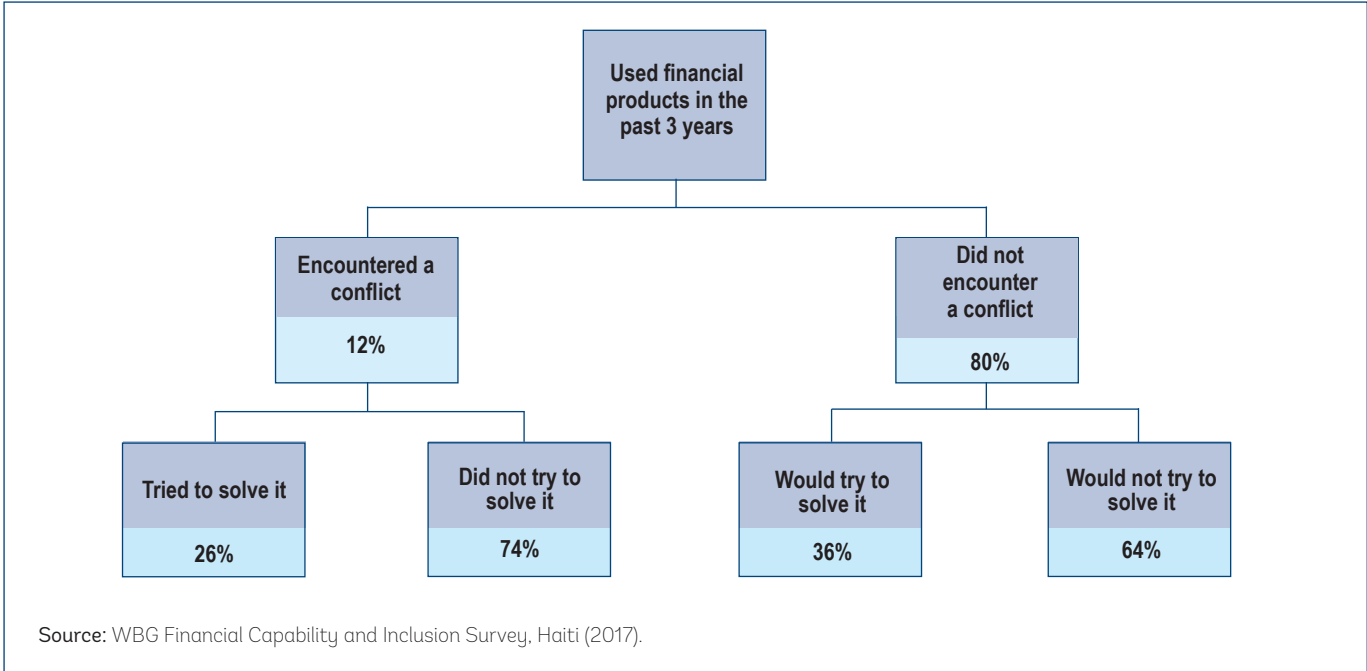 Used financial
products in the
past 3 years
Encountered a
conflict
12%
Did not
encounter
a conflict
80%
Tried to solve it
26%
Did not try to
solve it
74%
Would try to
solve it
36%
Would not try to
solve it
64%
Source: WBG Financial Capability and Inclusion Survey, Haiti (2017).